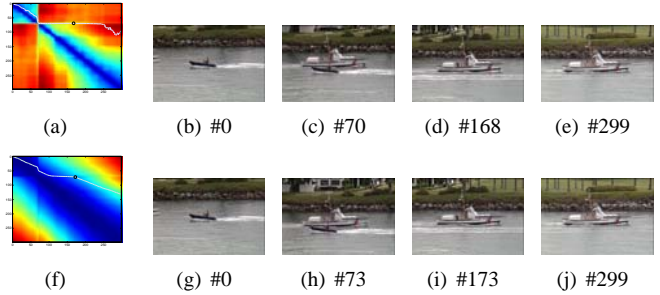 (a) (b) #0 (c) #70 (d) #168 (e) #299
(f) (g) #0 (h) #73 (i) #173 (j) #299